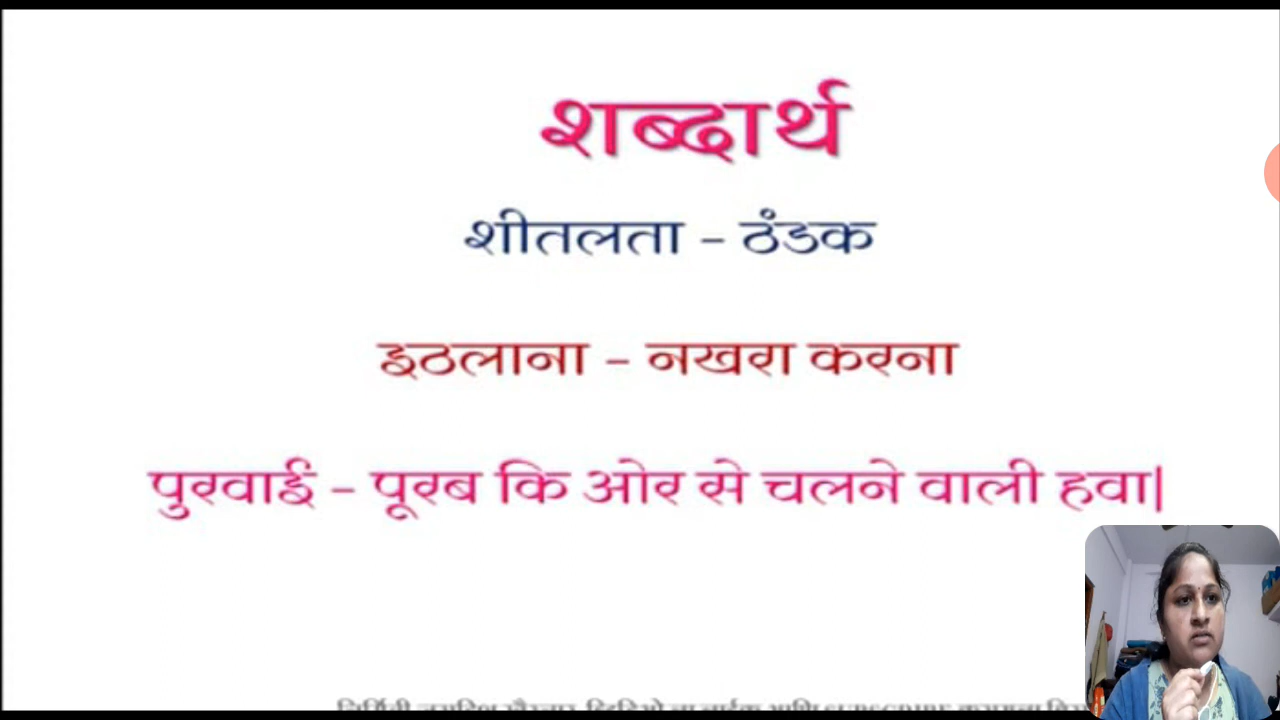 शब्दार्थ
शीतलता - ठंडक
इठलाना - नखरा करना
पुरवाई - पूरब कि ओर से चलने वाली हवा|